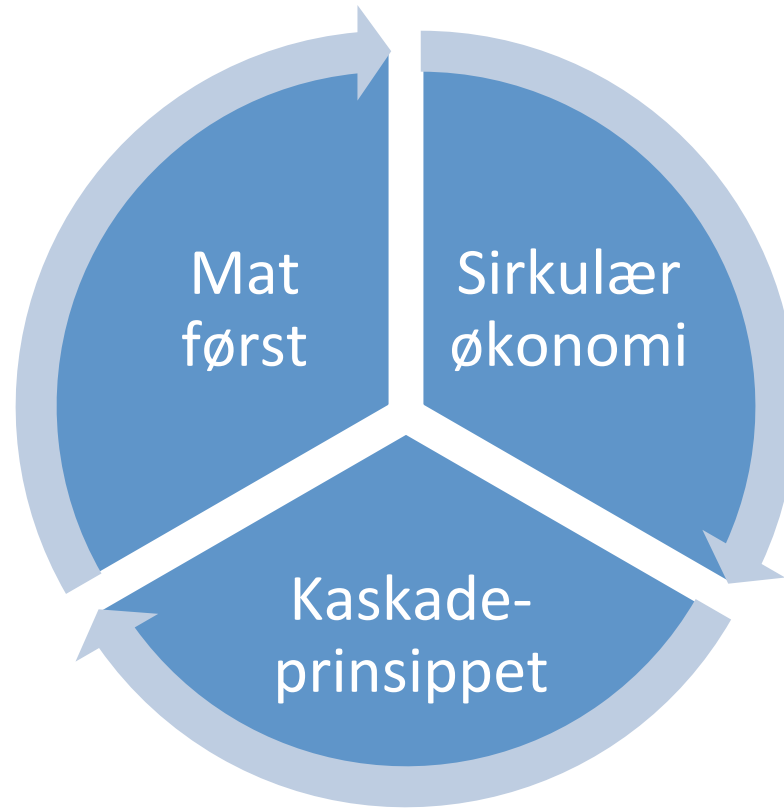 Mat
først
Sirkulær
økonomi
Kaskade-
prinsippet